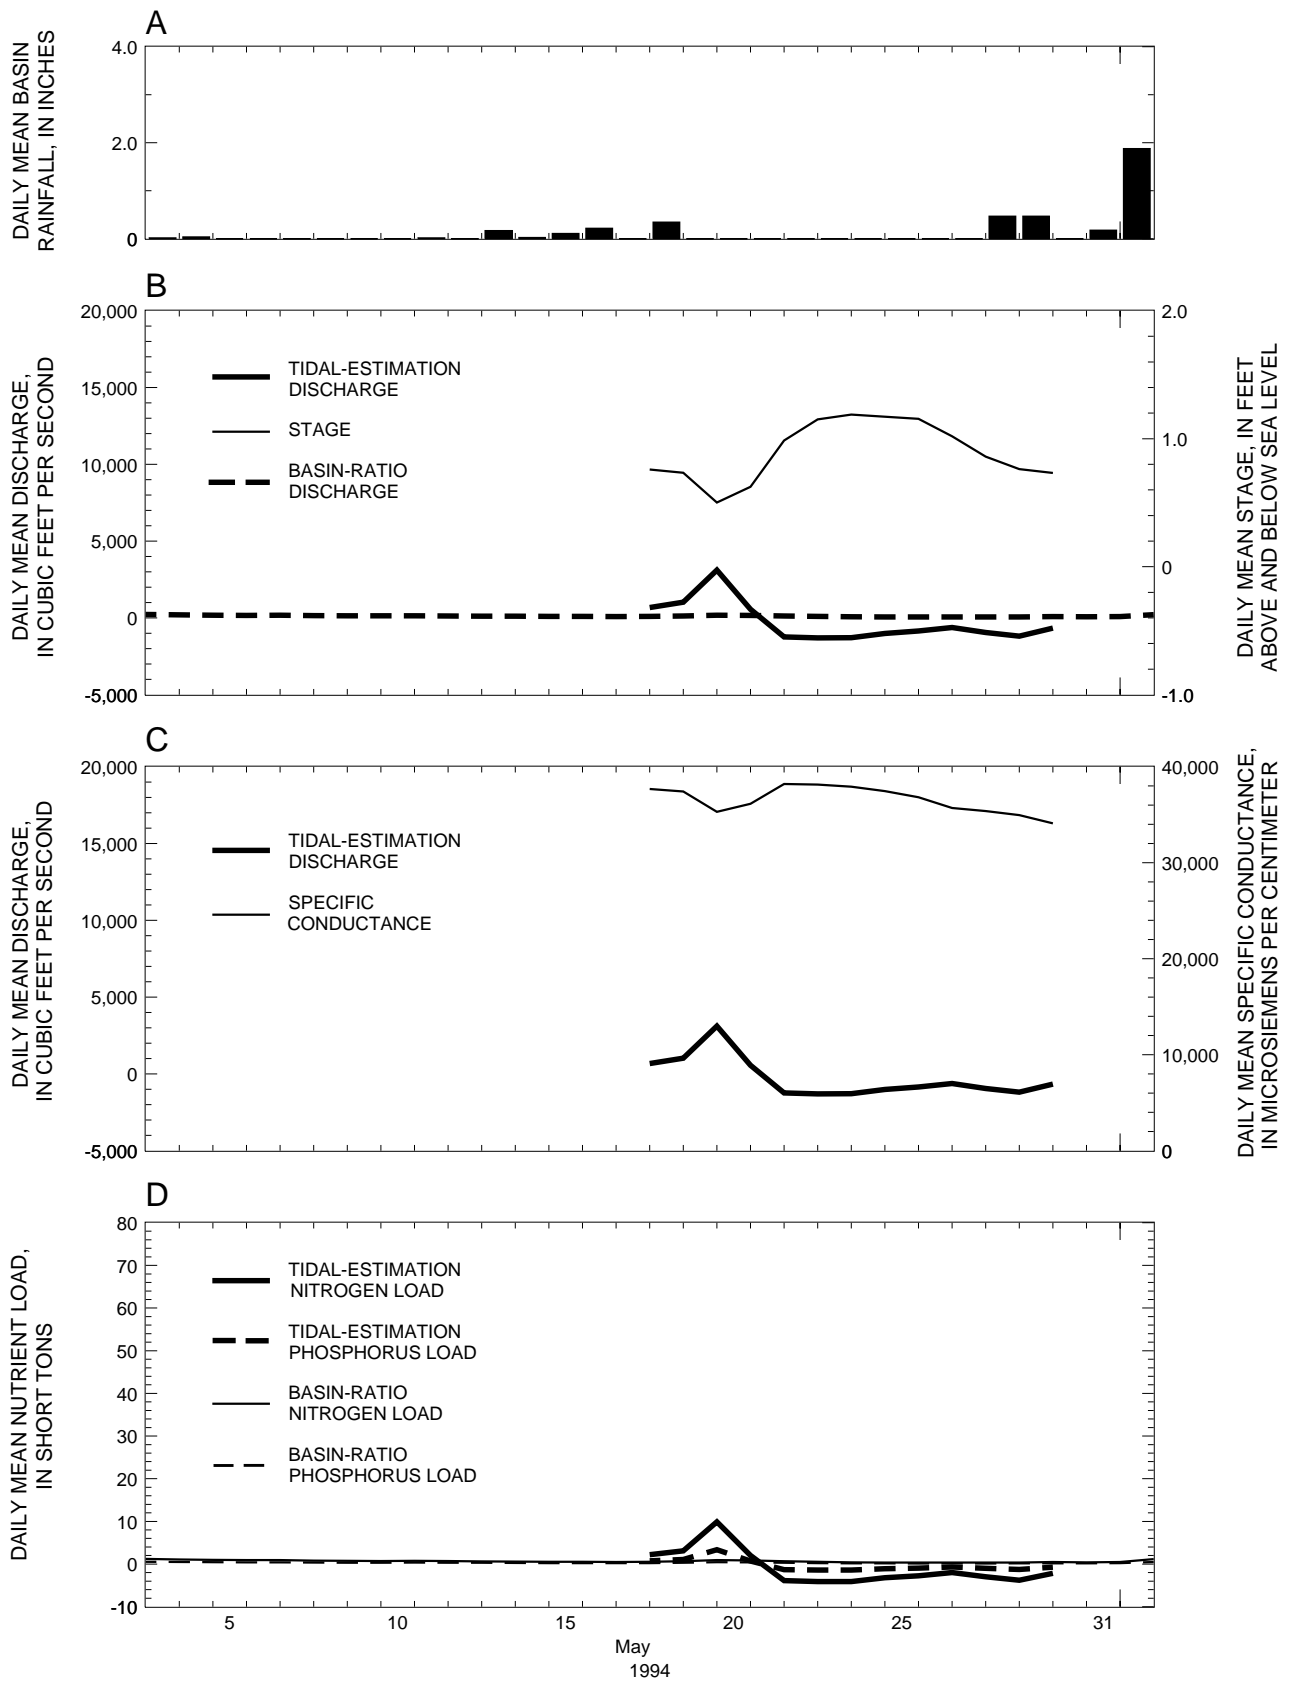 A
DAILY MEAN BASIN
RAINFALL, IN INCHES
4.0
2.0
0
B
DAILY MEAN DISCHARGE,
IN CUBIC FEET PER SECOND
20,000
15,000
10,000
5,000
0
-5,000
TIDAL-ESTIMATION
DISCHARGE
STAGE
BASIN-RATIO
DISCHARGE
2.0
1.0
0
-1.0
DAILY MEAN STAGE, IN FEET
ABOVE AND BELOW SEA LEVEL
C
DAILY MEAN DISCHARGE,
IN CUBIC FEET PER SECOND
20,000
15,000
10,000
5,000
0
-5,000
TIDAL-ESTIMATION
DISCHARGE
SPECIFIC
CONDUCTANCE
40,000
30,000
20,000
10,000
0
DAILY MEAN SPECIFIC CONDUCTANCE,
IN MICROSIEMENS PER CENTIMETER
D
DAILY MEAN NUTRIENT LOAD,
IN SHORT TONS
80
70
60
50
40
30
20
10
0
-10
TIDAL-ESTIMATION
NITROGEN LOAD
TIDAL-ESTIMATION
PHOSPHORUS LOAD
BASIN-RATIO
NITROGEN LOAD
BASIN-RATIO
PHOSPHORUS LOAD
5 10 15 20 25 31
May
1994